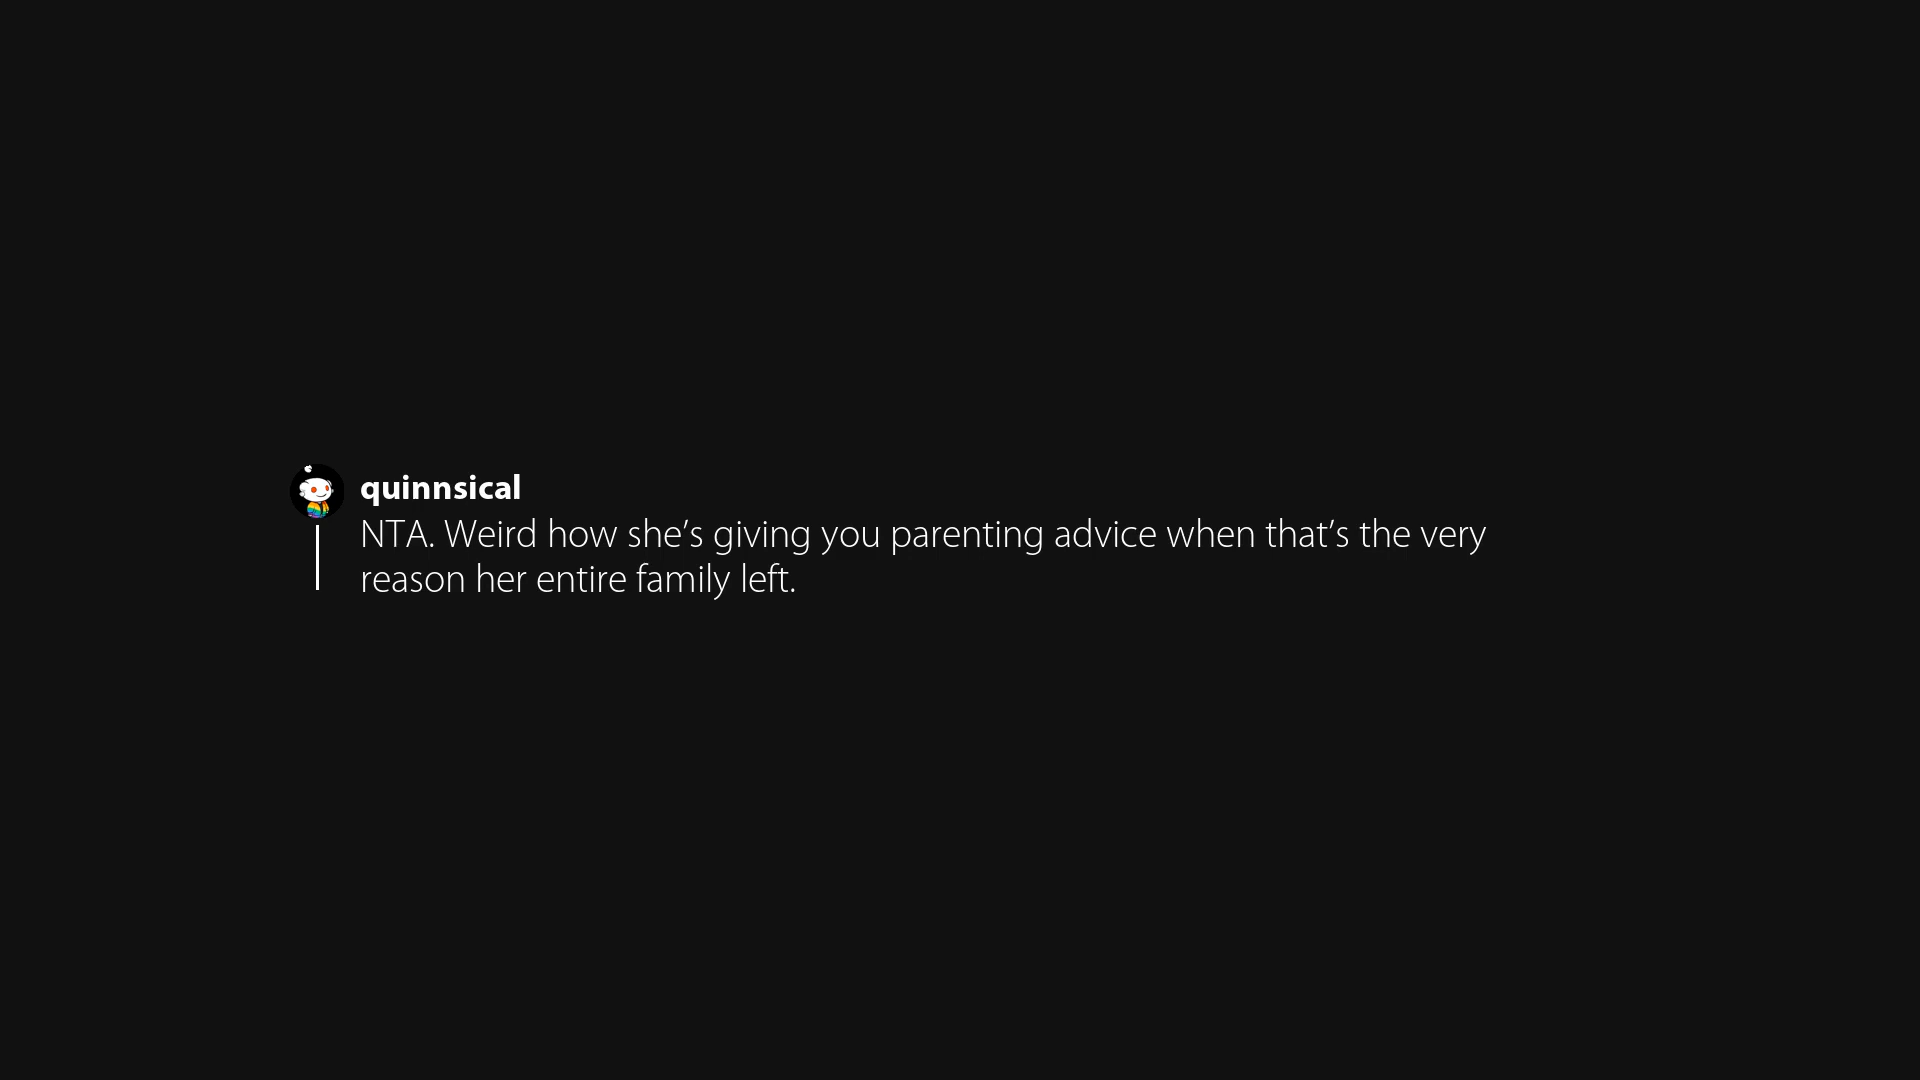 quinnsical
NTA. Weird how she’s giving you parenting advice when that’s the very
reason her entire family left.